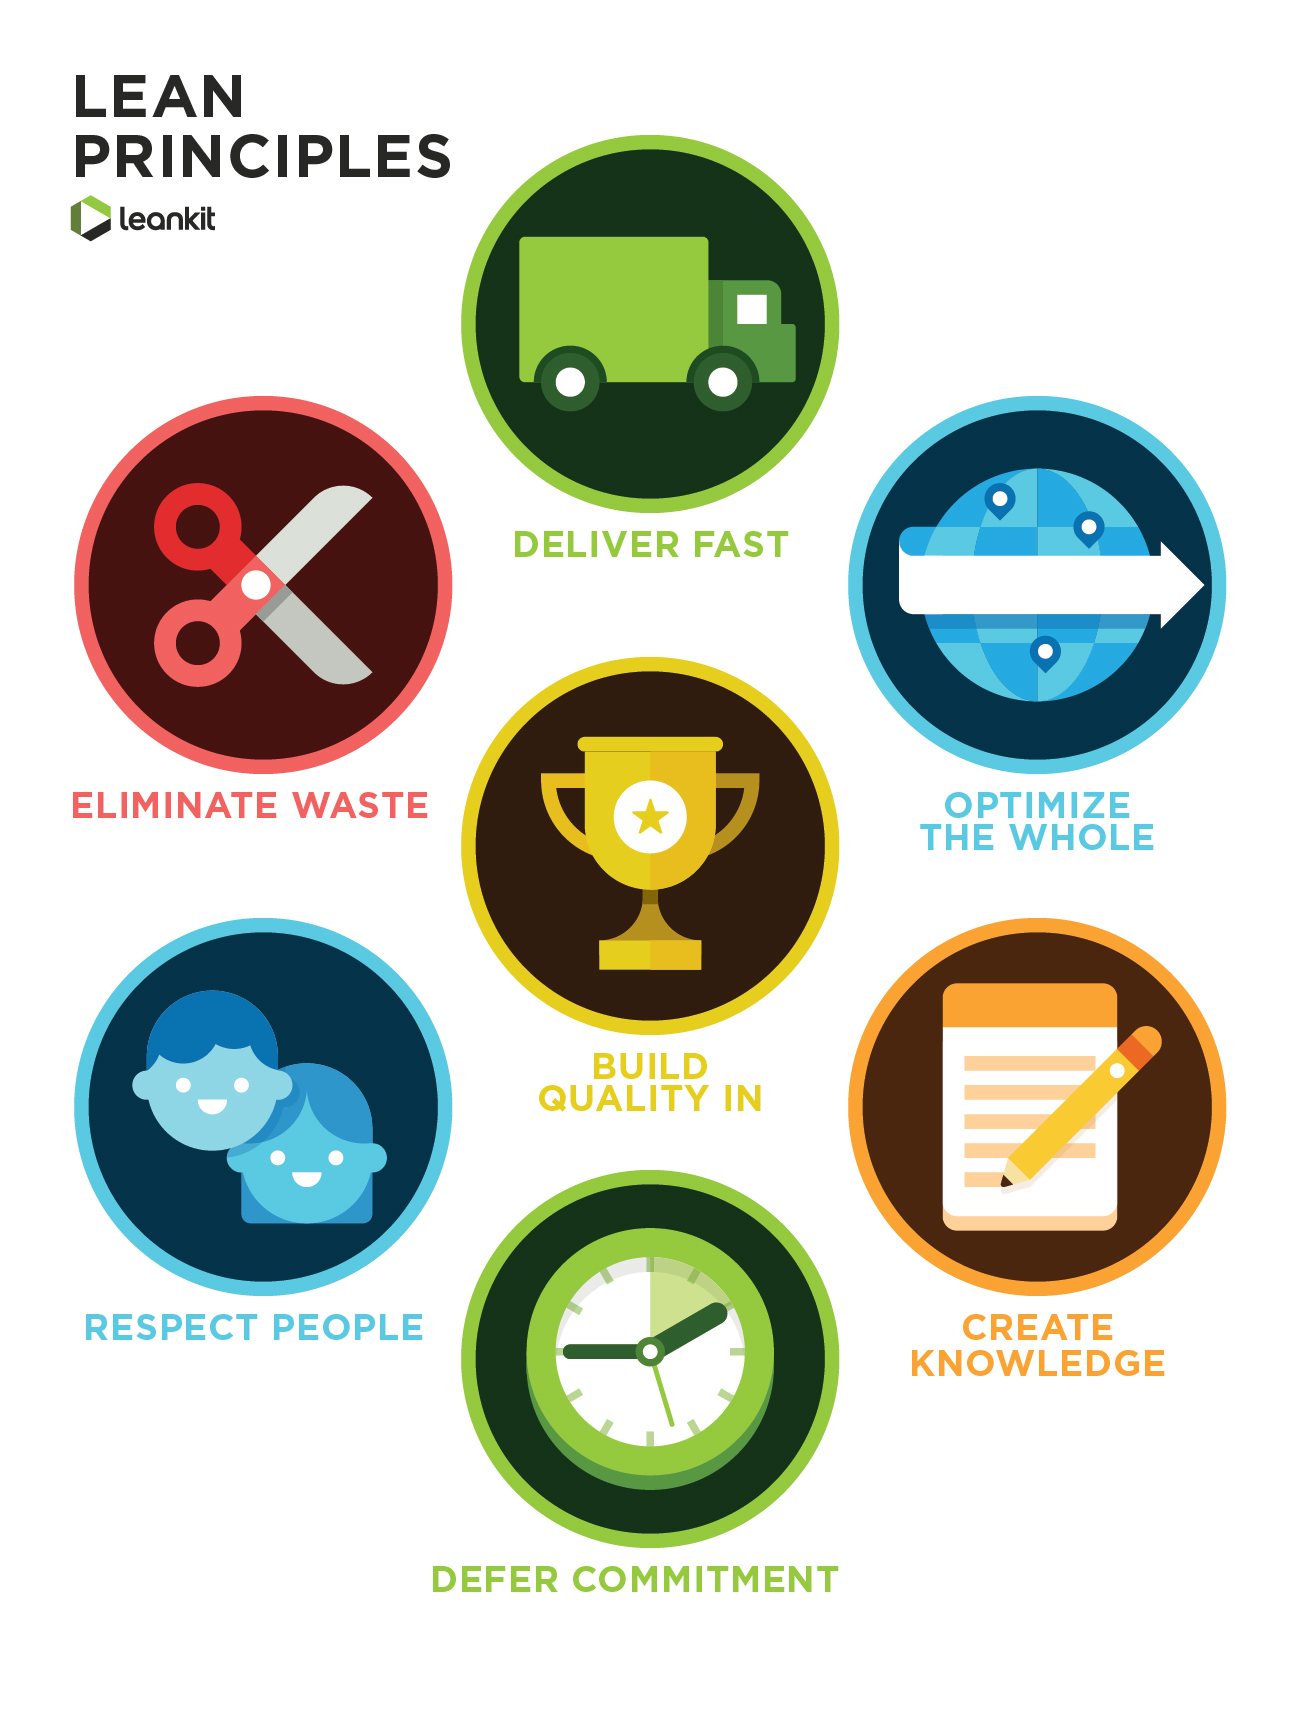 LEAN
PRINCIPLES
leankit
DELIVER FAST
ELIMINATE WASTE
OPTIMIZE
THE WHOLE
BUILD
QUALITY IN
RESPECT PEOPLE
CREATE
KNOWLEDGE
DEFER COMMITMENT